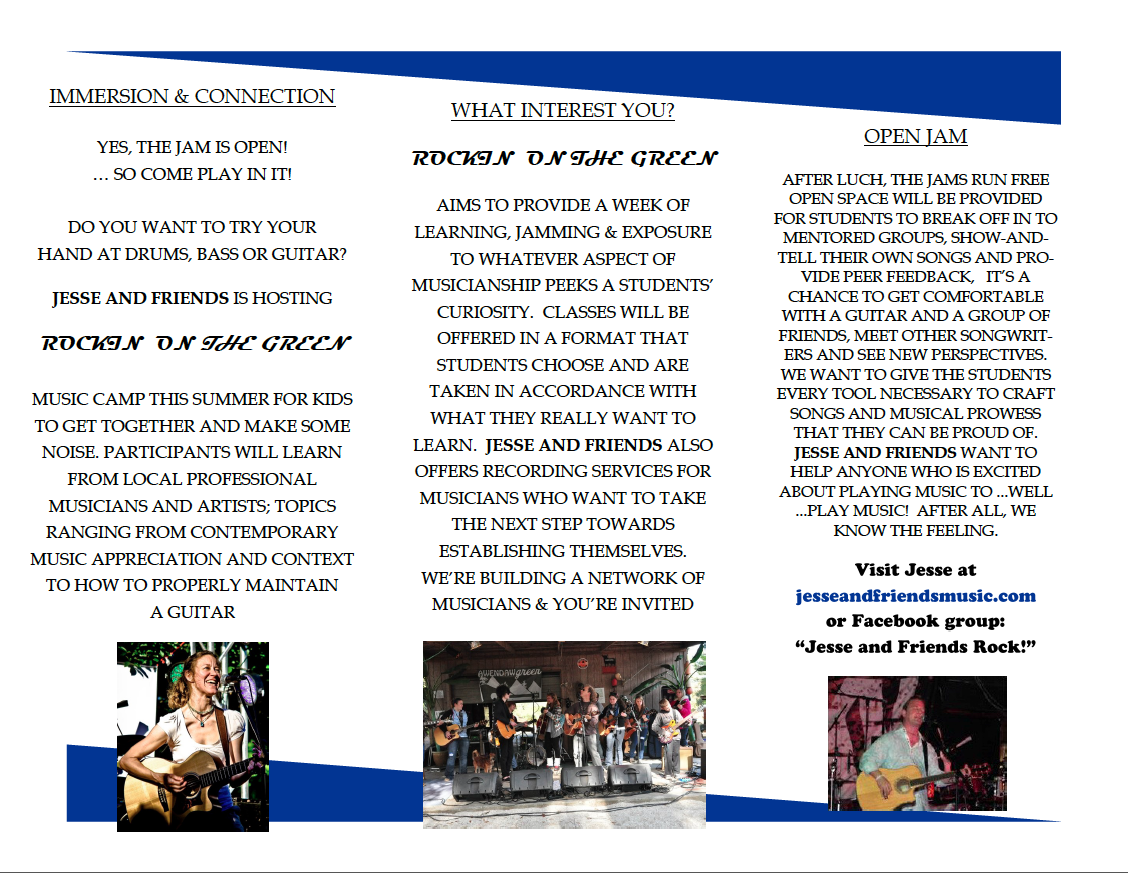 IMMERSION & CONNECTION
YES, THE JAM IS OPEN!
… SO COME PLAY IN IT!
DO YOU WANT TO TRY YOUR
HAND AT DRUMS, BASS OR GUITAR?
JESSE AND FRIENDS IS HOSTING
ROCKIN ON THE GREEN
MUSIC CAMP THIS SUMMER FOR KIDS
TO GET TOGETHER AND MAKE SOME
NOISE. PARTICIPANTS WILL LEARN
FROM LOCAL PROFESSIONAL
MUSICIANS AND ARTISTS; TOPICS
RANGING FROM CONTEMPORARY
MUSIC APPRECIATION AND CONTEXT
TO HOW TO PROPERLY MAINTAIN
A GUITAR
WHAT INTEREST YOU?
ROCKIN ON THE GREEN
AIMS TO PROVIDE A WEEK OF
LEARNING, JAMMING & EXPOSURE
TO WHATEVER ASPECT OF
MUSICIANSHIP PEEKS A STUDENTS’
CURIOSITY. CLASSES WILL BE
OFFERED IN A FORMAT THAT
STUDENTS CHOOSE AND ARE
TAKEN IN ACCORDANCE WITH
WHAT THEY REALLY WANT TO
LEARN. JESSE AND FRIENDS ALSO
OFFERS RECORDING SERVICES FOR
MUSICIANS WHO WANT TO TAKE
THE NEXT STEP TOWARDS
ESTABLISHING THEMSELVES.
WE’RE BUILDING A NETWORK OF
MUSICIANS & YOU’RE INVITED
AWENDAW green
OPEN JAM
AFTER LUCH, THE JAMS RUN FREE
OPEN SPACE WILL BE PROVIDED
FOR STUDENTS TO BREAK OFF IN TO
MENTORED GROUPS, SHOW-AND-
TELL THEIR OWN SONGS AND PRO-
VIDE PEER FEEDBACK, IT’S A
CHANCE TO GET COMFORTABLE
WITH A GUITAR AND A GROUP OF
FRIENDS, MEET OTHER SONGWRIT-
ERS AND SEE NEW PERSPECTIVES.
WE WANT TO GIVE THE STUDENTS
EVERY TOOL NECESSARY TO CRAFT
SONGS AND MUSICAL PROWESS
THAT THEY CAN BE PROUD OF.
JESSE AND FRIENDS WANT TO
HELP ANYONE WHO IS EXCITED
ABOUT PLAYING MUSIC TO ...WELL
...PLAY MUSIC! AFTER ALL, WE
KNOW THE FEELING.
Visit Jesse at
jesseandfriendsmusic.com
or Facebook group:
“Jesse and Friends Rock!”